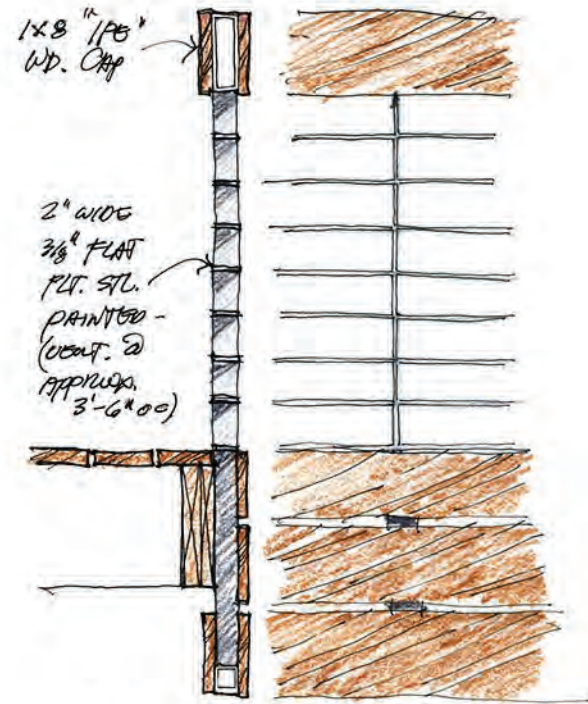 1X8 "IPE"
WD. CAP
2" WIDE
3/8" FLAT
PLT. STL.
PAINTED -
(VERT. @
APPROX.
3'-6" OC)